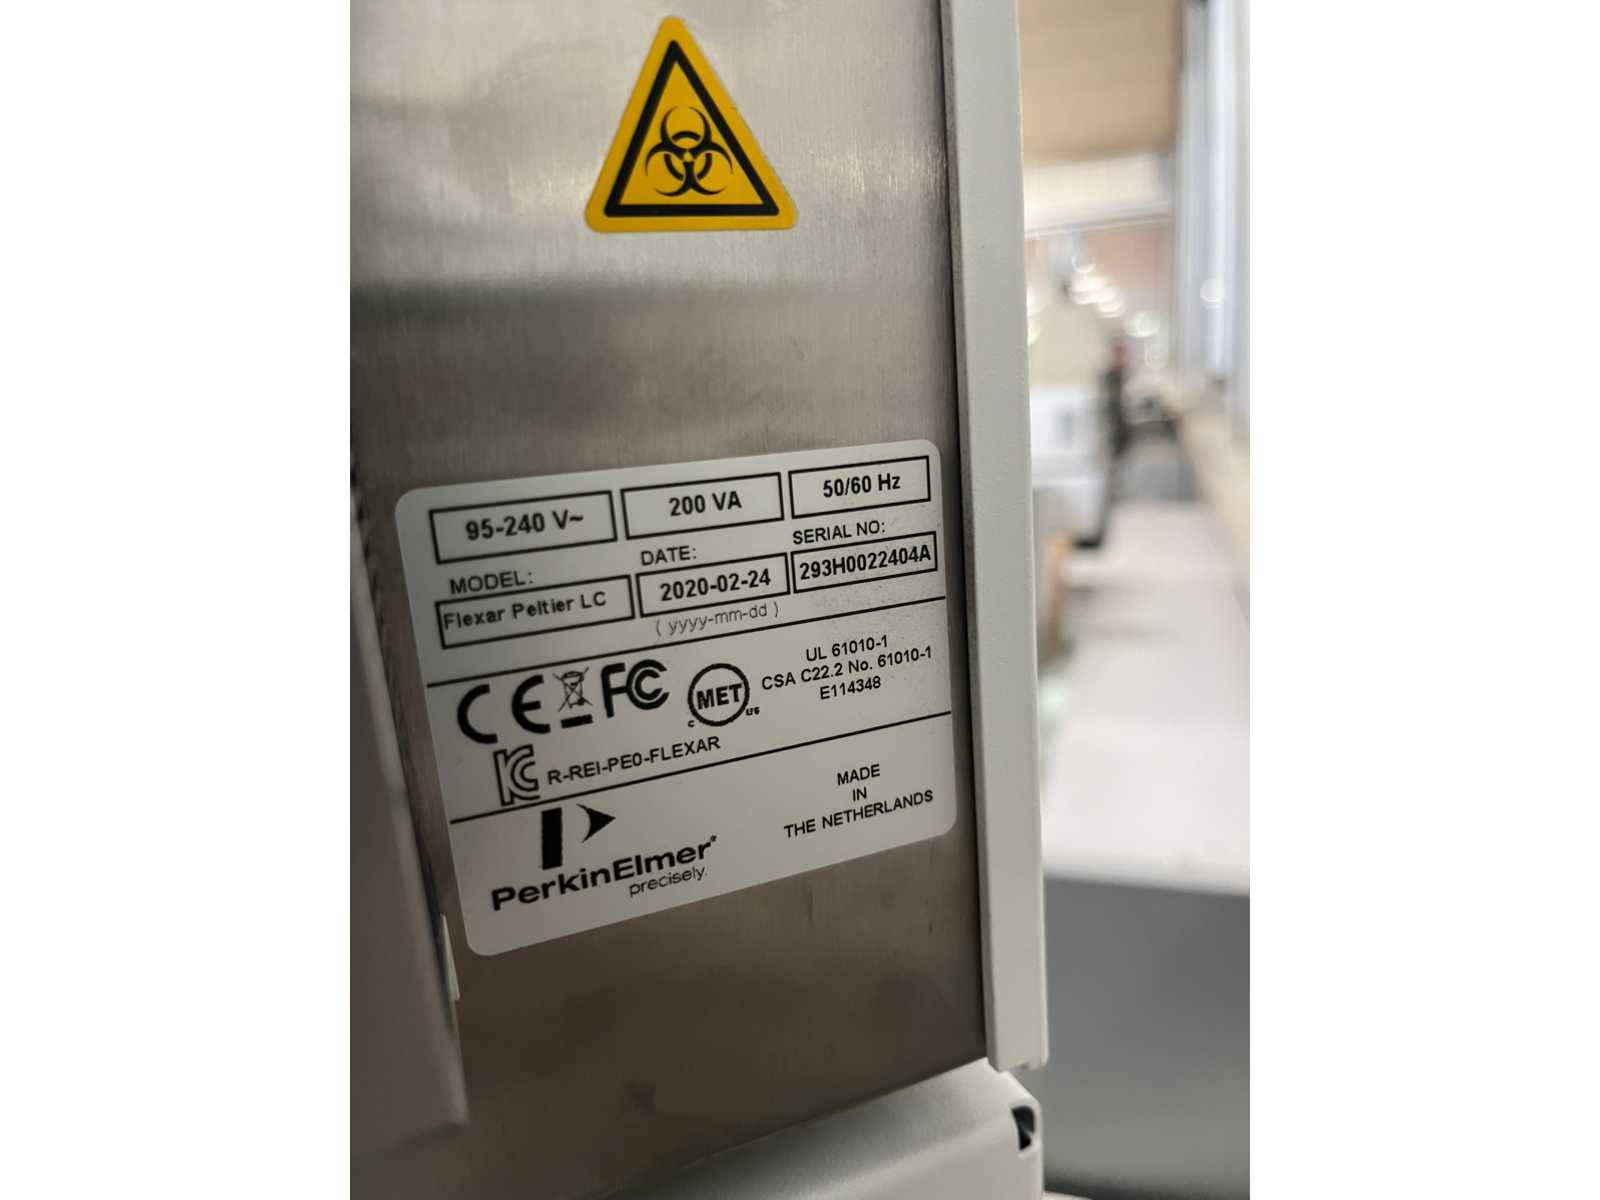 95-240 V~
200 VA
50/60 Hz
MODEL:
DATE:
SERIAL NO:
Flexar Peltier LC
2020-02-24
293H0022404A
( yyyy-mm-dd )
CE FC
c MET us
UL 61010-1
CSA C22.2 No. 61010-1
E114348
KC R-REI-PE0-FLEXAR
PerkinElmer®
precisely.
MADE
IN
THE NETHERLANDS